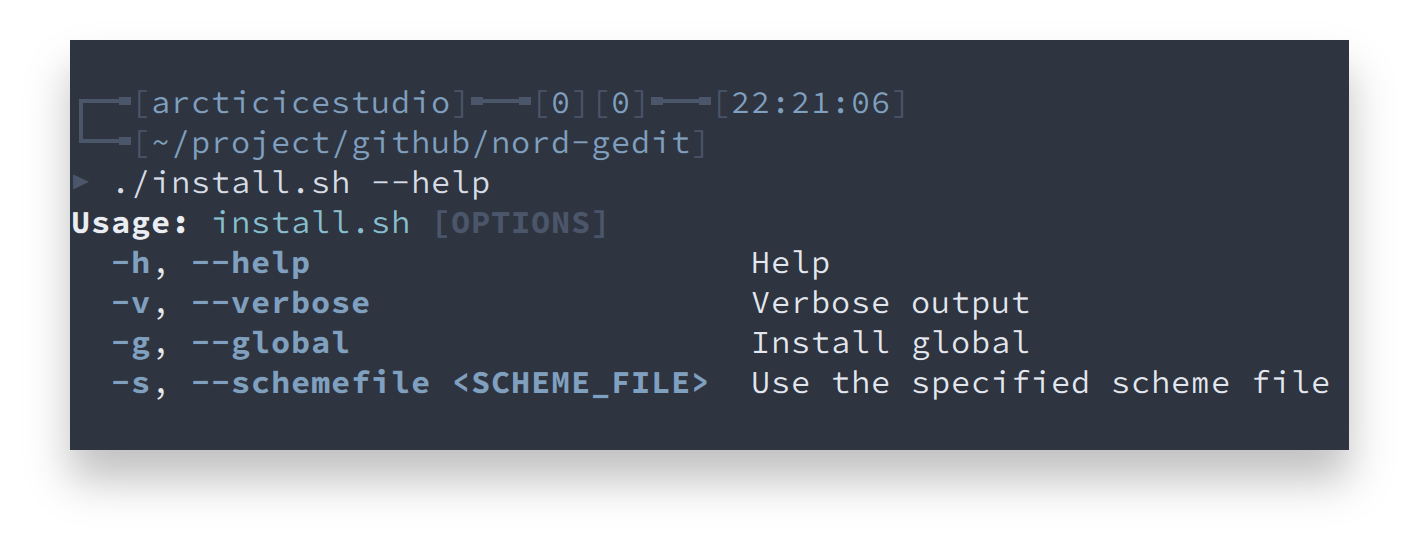 [arcticicestudio]──[0][0]──[22:21:06]
[~/project/github/nord-gedit]
▶ ./install.sh --help
Usage: install.sh [OPTIONS]
-h, --help Help
-v, --verbose Verbose output
-g, --global Install global
-s, --schemefile <SCHEME_FILE> Use the specified scheme file